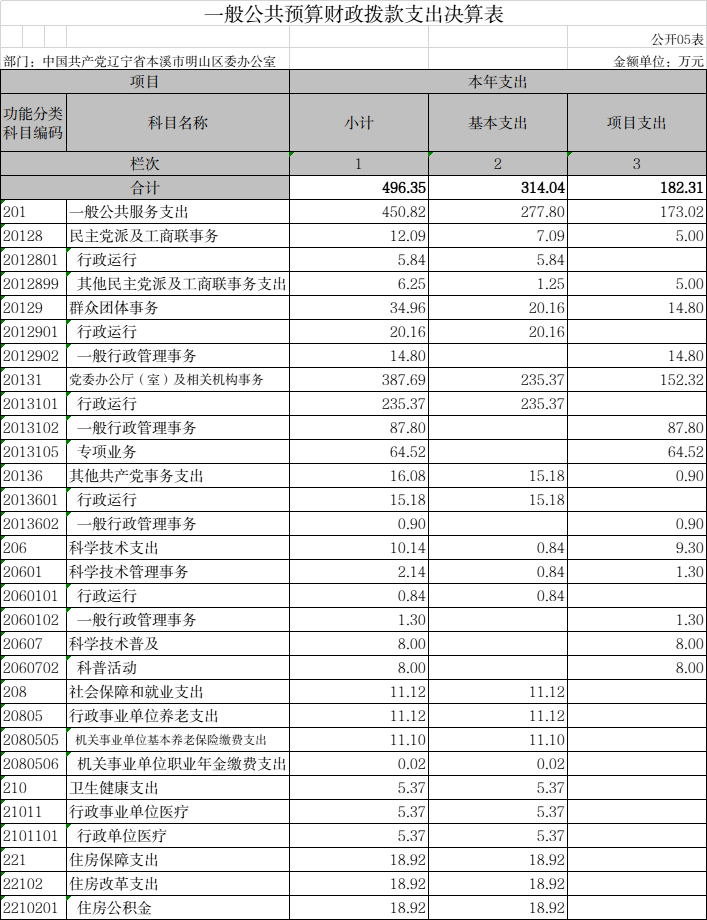 一般公共预算财政拨款支出决算表
公开05表
部门：中国共产党辽宁省本溪市明山区委办公室 金额单位：万元
项目 本年支出
功能分类科目编码 科目名称 小计 基本支出 项目支出
栏次 1 2 3
合计 496.35 314.04 182.31
201 一般公共服务支出 450.82 277.80 173.02
20128 民主党派及工商联事务 12.09 7.09 5.00
2012801 行政运行 5.84 5.84
2012899 其他民主党派及工商联事务支出 6.25 1.25 5.00
20129 群众团体事务 34.96 20.16 14.80
2012901 行政运行 20.16 20.16
2012902 一般行政管理事务 14.80 14.80
20131 党委办公厅（室）及相关机构事务 387.69 235.37 152.32
2013101 行政运行 235.37 235.37
2013102 一般行政管理事务 87.80 87.80
2013105 专项业务 64.52 64.52
20136 其他共产党事务支出 16.08 15.18 0.90
2013601 行政运行 15.18 15.18
2013602 一般行政管理事务 0.90 0.90
206 科学技术支出 10.14 0.84 9.30
20601 科学技术管理事务 2.14 0.84 1.30
2060101 行政运行 0.84 0.84
2060102 一般行政管理事务 1.30 1.30
20607 科学技术普及 8.00 8.00
2060702 科普活动 8.00 8.00
208 社会保障和就业支出 11.12 11.12
20805 行政事业单位养老支出 11.12 11.12
2080505 机关事业单位基本养老保险缴费支出 11.10 11.10
2080506 机关事业单位职业年金缴费支出 0.02 0.02
210 卫生健康支出 5.37 5.37
21011 行政事业单位医疗 5.37 5.37
2101101 行政单位医疗 5.37 5.37
221 住房保障支出 18.92 18.92
22102 住房改革支出 18.92 18.92
2210201 住房公积金 18.92 18.92